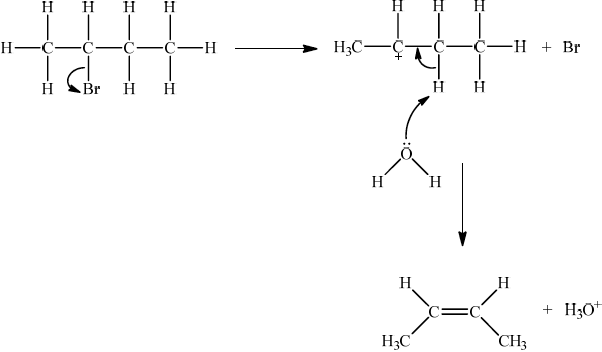 H H H H H H H
H C C C C H H₃C C C C H + Br
+
H Br H H H H
Ö
H H
H H
C C + H₃O⁺
H₃C CH₃